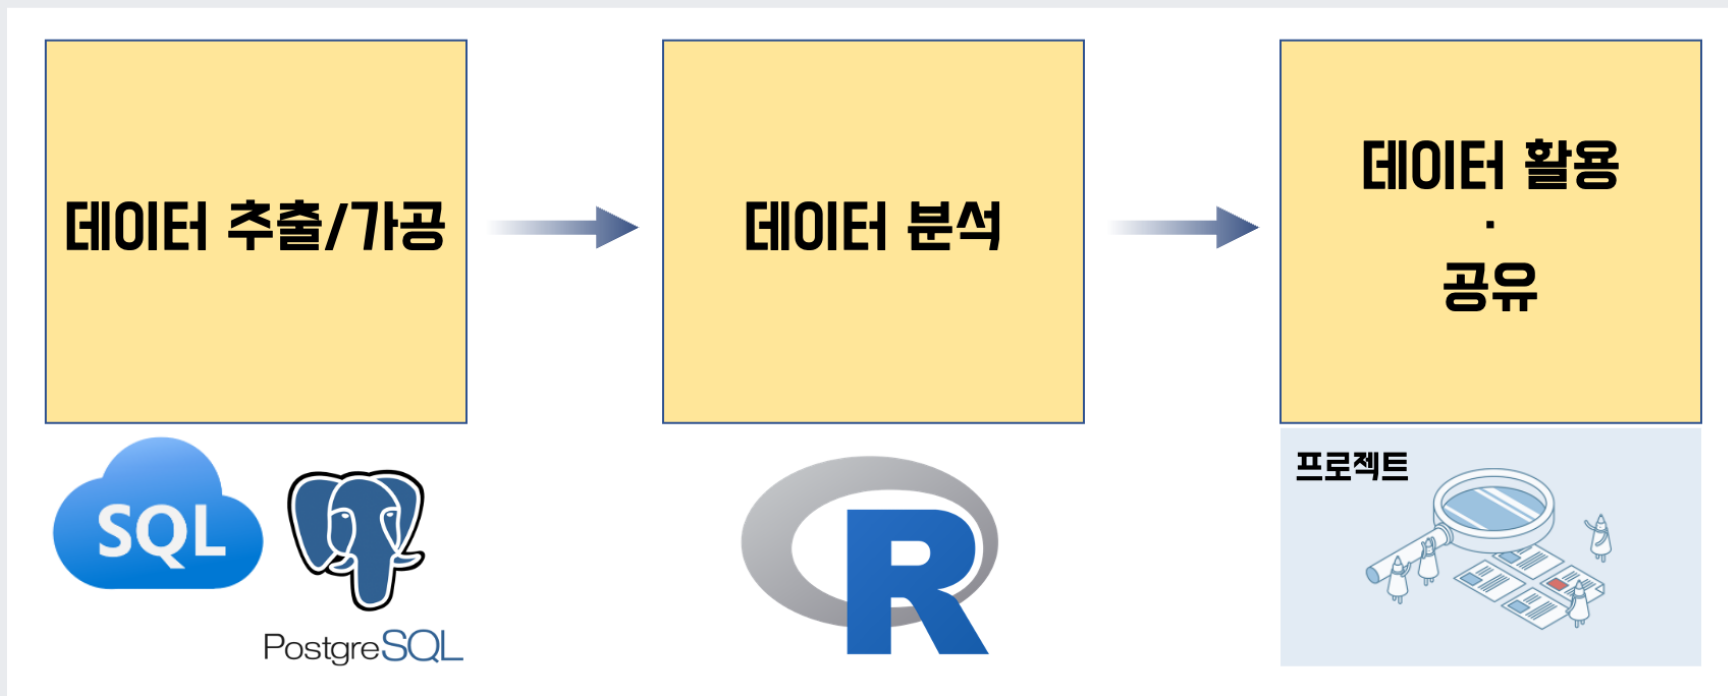 데이터 추출/가공
데이터 분석
데이터 활용
·
공유
SQL
PostgreSQL
R
프로젝트